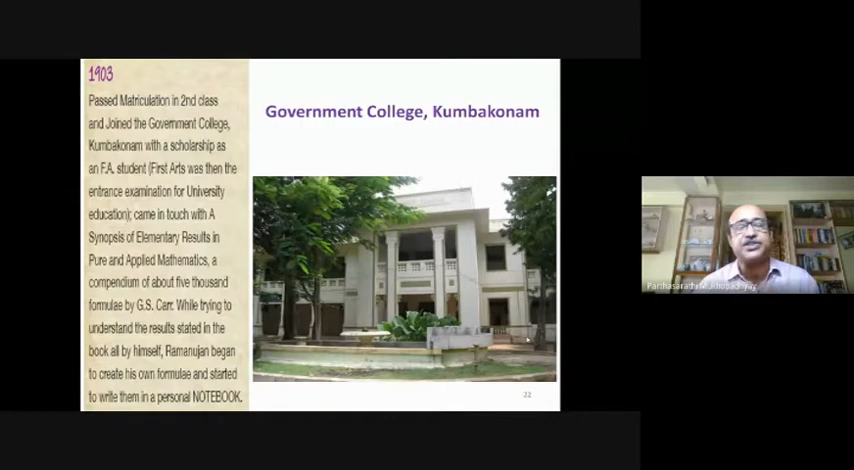 1903
Passed Matriculation in 2nd class
and Joined the Government College,
Kumbakonam with a scholarship as
an F.A. student (First Arts was then the
entrance examination for University
education); came in touch with A
Synopsis of Elementary Results in
Pure and Applied Mathematics, a
compendium of about five thousand
formulae by G.S. Carr. While trying to
understand the results stated in the
book all by himself, Ramanujan began
to create his own formulae and started
to write them in a personal NOTEBOOK.
Government College, Kumbakonam
22
Parthasarathi Mukhopadhyay